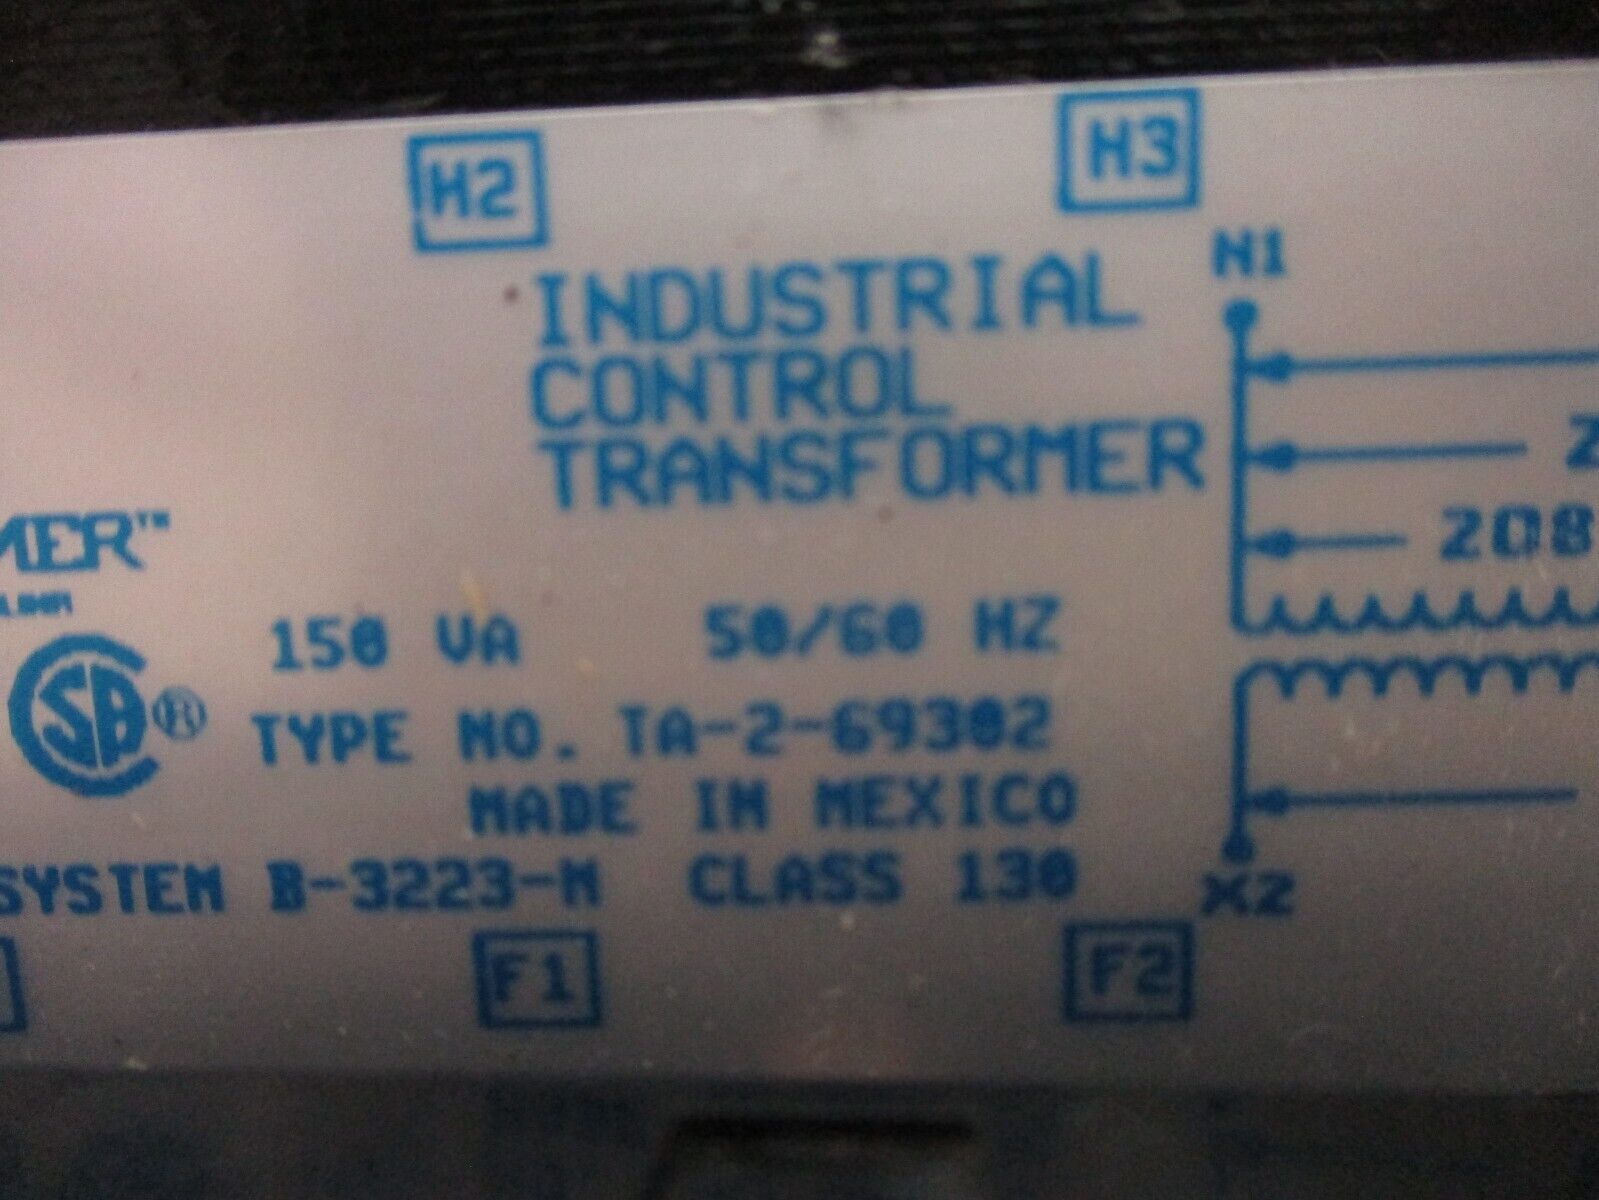 H2
H3
INDUSTRIAL
CONTROL
TRANSFORMER
MER™
150 VA 50/60 HZ
CSA ®
TYPE NO. TA-2-69302
MADE IN MEXICO
SYSTEM B-3223-M CLASS 130
F1
F2
H1
208
X2